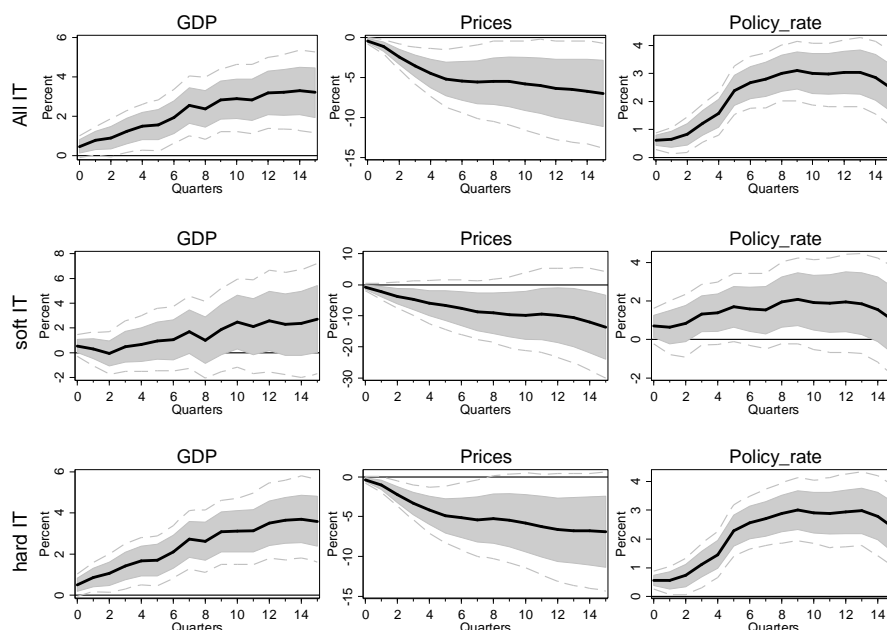 GDP
Prices
Policy_rate
All IT
Percent
0 2 4 6
0 2 4 6 8 10 12 14
Quarters
Percent
-15 -10 -5 0
0 2 4 6 8 10 12 14
Quarters
Percent
0 1 2 3 4
0 2 4 6 8 10 12 14
Quarters
GDP
Prices
Policy_rate
soft IT
Percent
-2 0 2 4 6 8
0 2 4 6 8 10 12 14
Quarters
Percent
-30 -20 -10 0 10
0 2 4 6 8 10 12 14
Quarters
Percent
-2 0 2 4
0 2 4 6 8 10 12 14
Quarters
GDP
Prices
Policy_rate
hard IT
Percent
0 2 4 6
0 2 4 6 8 10 12 14
Quarters
Percent
-15 -10 -5 0
0 2 4 6 8 10 12 14
Quarters
Percent
0 1 2 3 4
0 2 4 6 8 10 12 14
Quarters